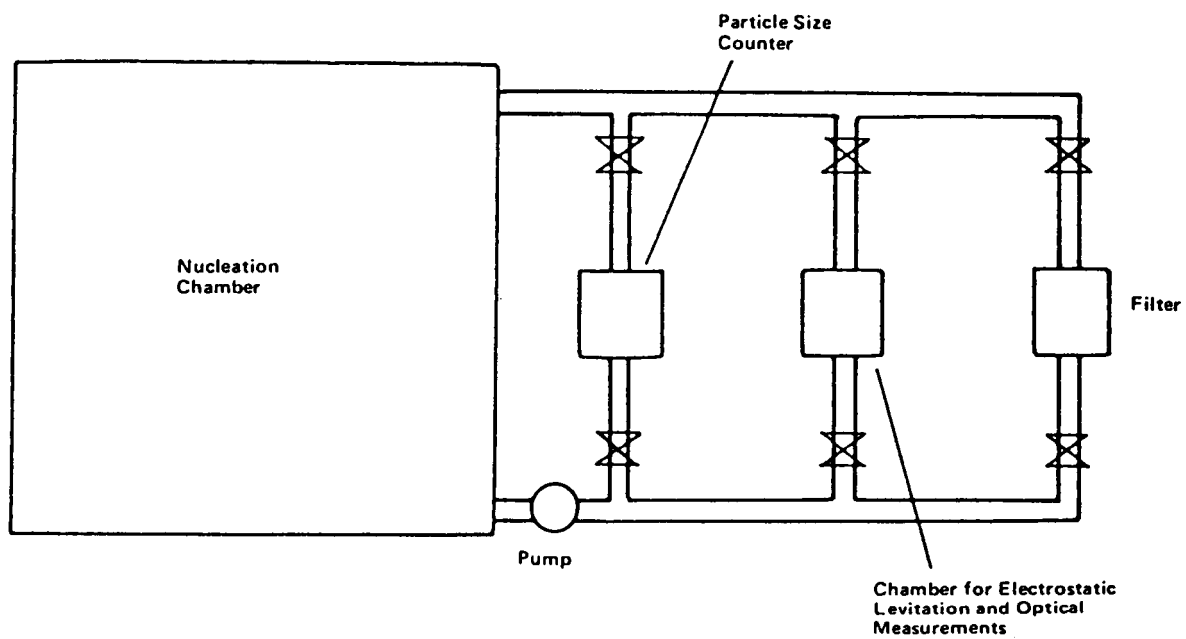 Particle Size
Counter
Nucleation
Chamber
Filter
Pump
Chamber for Electrostatic
Levitation and Optical
Measurements